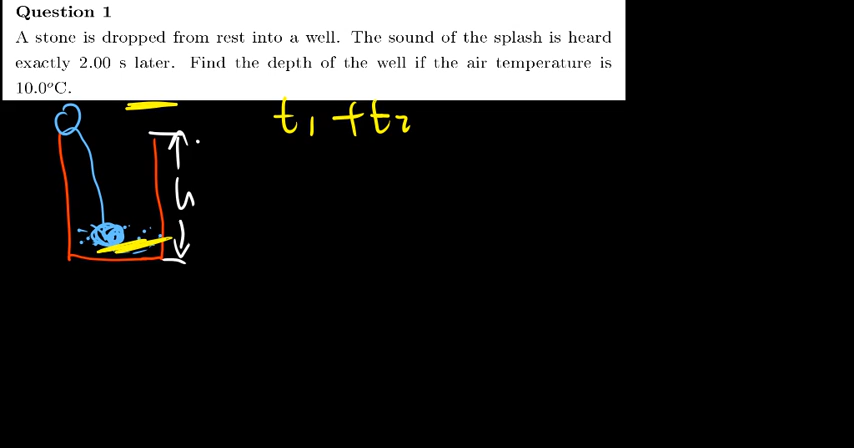 Question 1
A stone is dropped from rest into a well. The sound of the splash is heard
exactly 2.00 s later. Find the depth of the well if the air temperature is
10.0°C.
t₁ + t₂
h